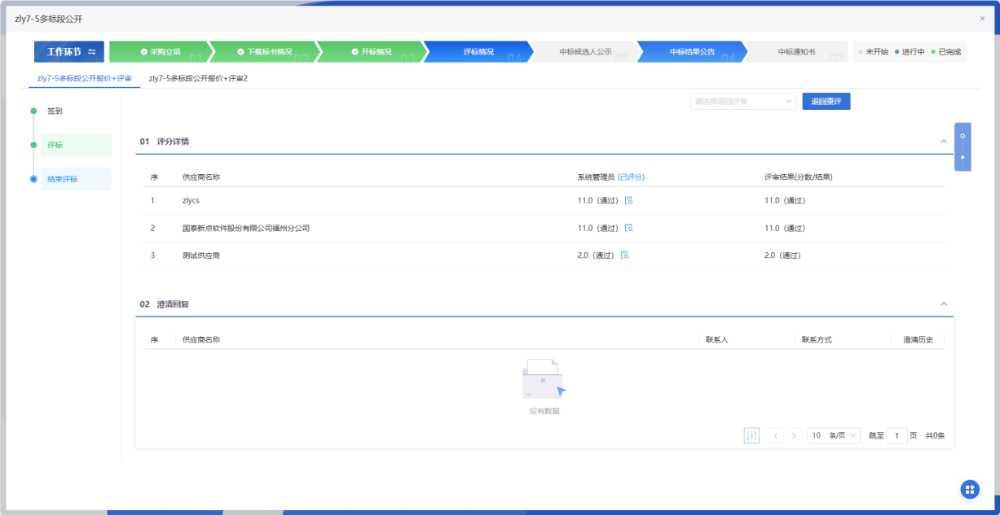 zly7-5多标段公开 ×
工作环节 采购立项 01 下载标书情况 02 开标情况 03 评标情况 04 中标候选人公示 05 中标结果公告 06 中标通知书 07 未开始 进行中 已完成
zly7-5多标段公开报价+评审 zly7-5多标段公开报价+评审2
请选择退回评委 退回重评
签到
评标
结束评标
01 评分详情
序 供应商名称 系统管理员 (已评分) 评审结果(分数/结果)
1 zlycs 11.0（通过） 11.0（通过）
2 国泰新点软件股份有限公司福州分公司 11.0（通过） 11.0（通过）
3 测试供应商 2.0（通过） 2.0（通过）
02 澄清回复
序 供应商名称 联系人 联系方式 澄清历史
没有数据
10 条/页 跳至 1 页 共0条